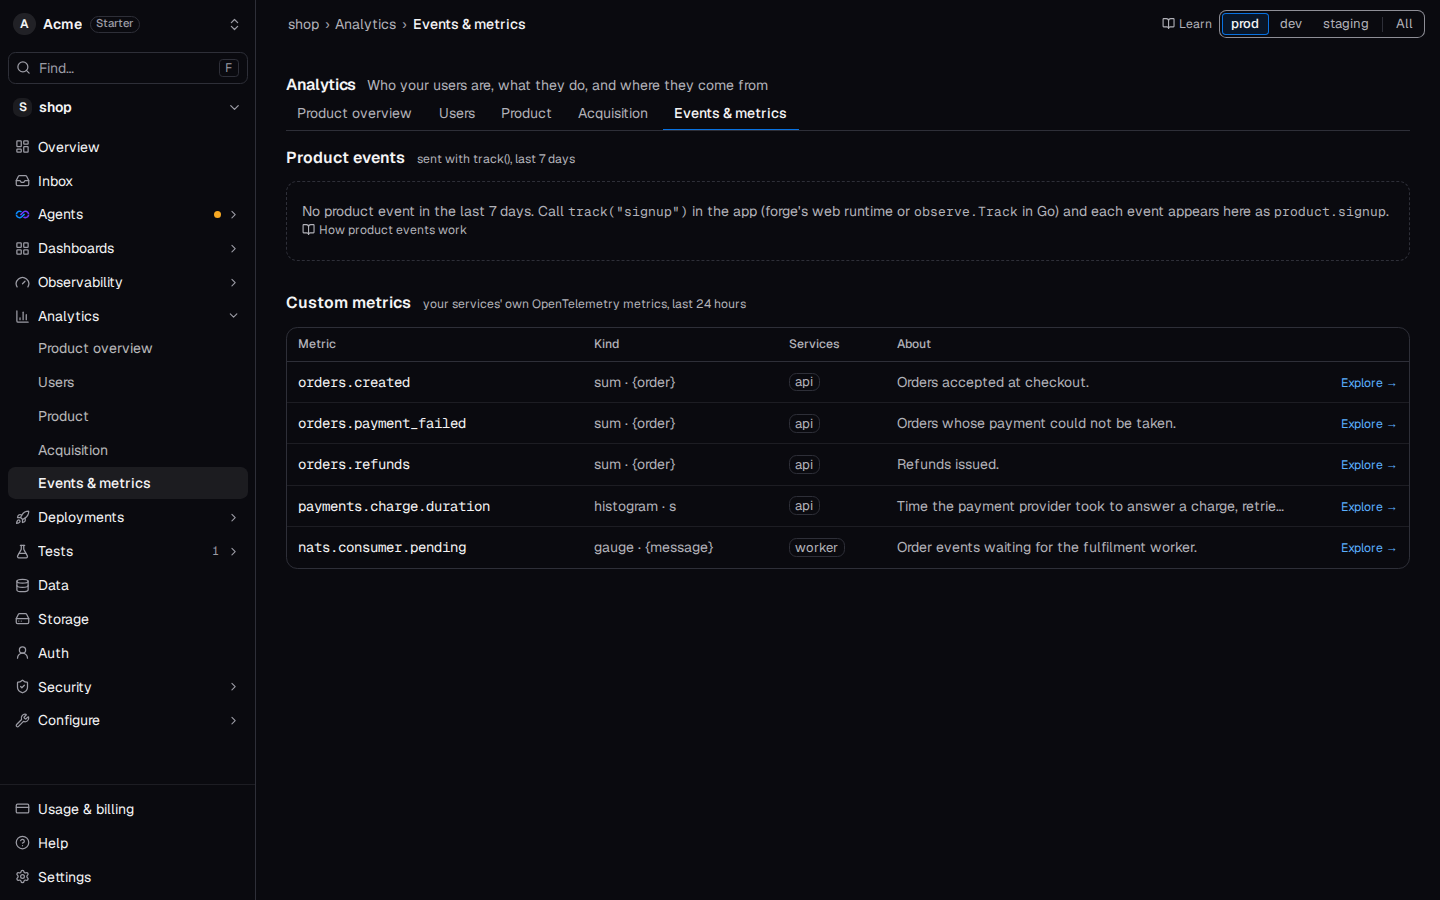 A Acme Starter
Find... F
S shop
Overview
Inbox
Agents
Dashboards
Observability
Analytics
Product overview
Users
Product
Acquisition
Events & metrics
Deployments
Tests 1
Data
Storage
Auth
Security
Configure
Usage & billing
Help
Settings
shop › Analytics › Events & metrics
Learn prod dev staging All
Analytics Who your users are, what they do, and where they come from
Product overview Users Product Acquisition Events & metrics
Product events sent with track(), last 7 days
No product event in the last 7 days. Call track("signup") in the app (forge's web runtime or observe.Track in Go) and each event appears here as product.signup.
How product events work
Custom metrics your services' own OpenTelemetry metrics, last 24 hours
Metric Kind Services About
orders.created sum · {order} api Orders accepted at checkout. Explore →
orders.payment_failed sum · {order} api Orders whose payment could not be taken. Explore →
orders.refunds sum · {order} api Refunds issued. Explore →
payments.charge.duration histogram · s api Time the payment provider took to answer a charge, retrie... Explore →
nats.consumer.pending gauge · {message} worker Order events waiting for the fulfilment worker. Explore →